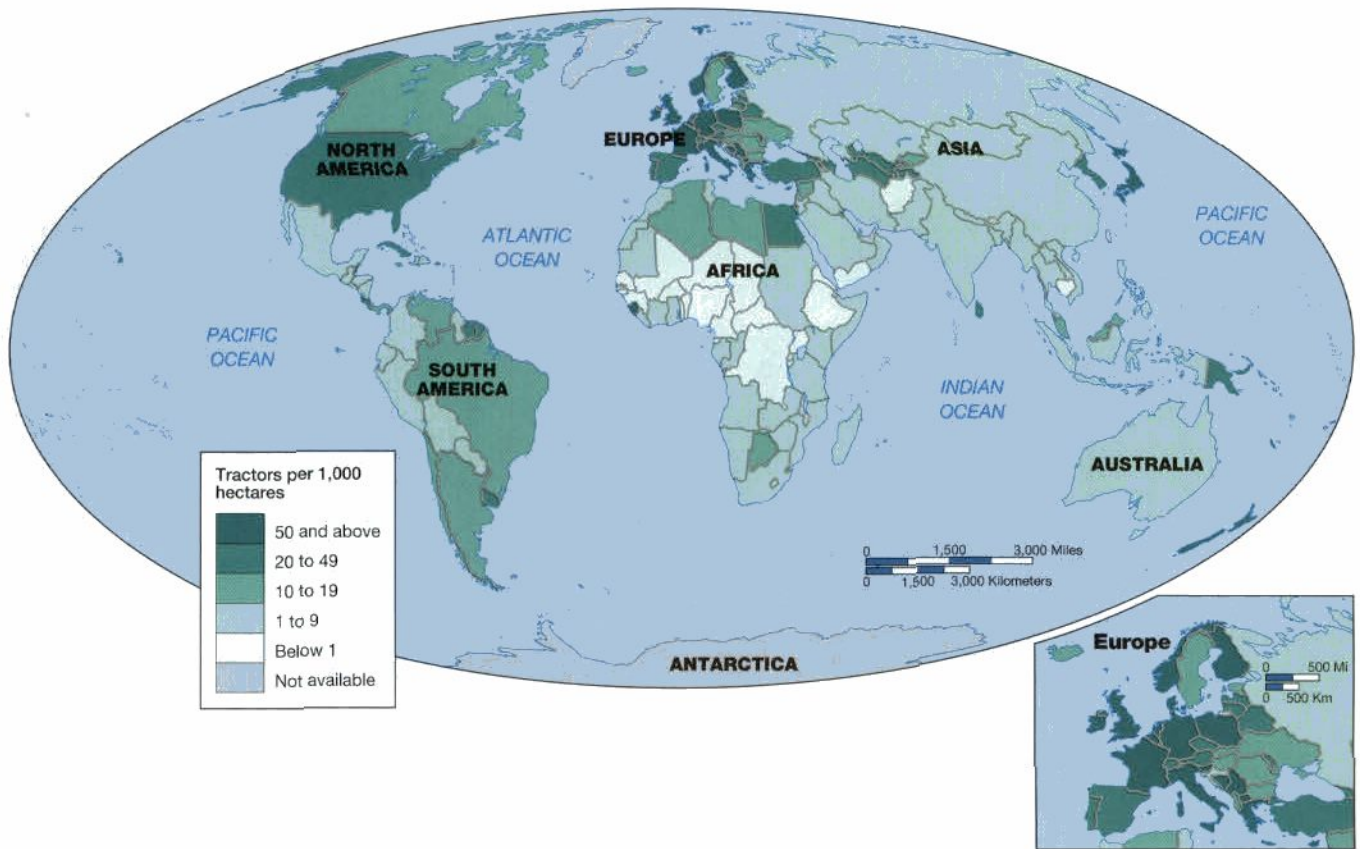 NORTH
AMERICA
EUROPE
ASIA
PACIFIC
OCEAN
ATLANTIC
OCEAN
AFRICA
PACIFIC
OCEAN
SOUTH
AMERICA
INDIAN
OCEAN
AUSTRALIA
Tractors per 1,000
hectares
50 and above
20 to 49
10 to 19
1 to 9
Below 1
Not available
0 1,500 3,000 Miles
0 1,500 3,000 Kilometers
ANTARCTICA
Europe
0 500 Mi
0 500 Km